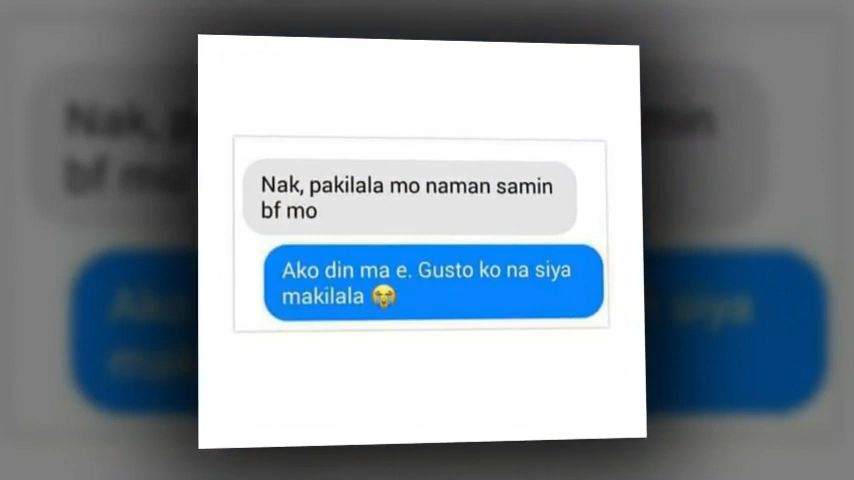 Nak, pakilala mo naman samin
bf mo
Ako din ma e. Gusto ko na siya
makilala 😭